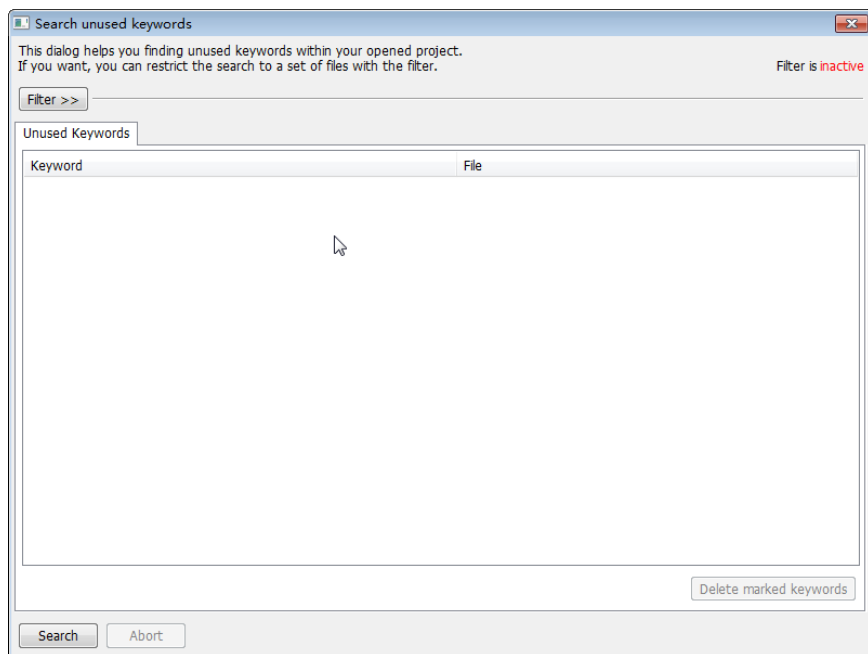 Search unused keywords
This dialog helps you finding unused keywords within your opened project.
If you want, you can restrict the search to a set of files with the filter.
Filter is inactive
Filter >>
Unused Keywords
Keyword File
Delete marked keywords
Search Abort